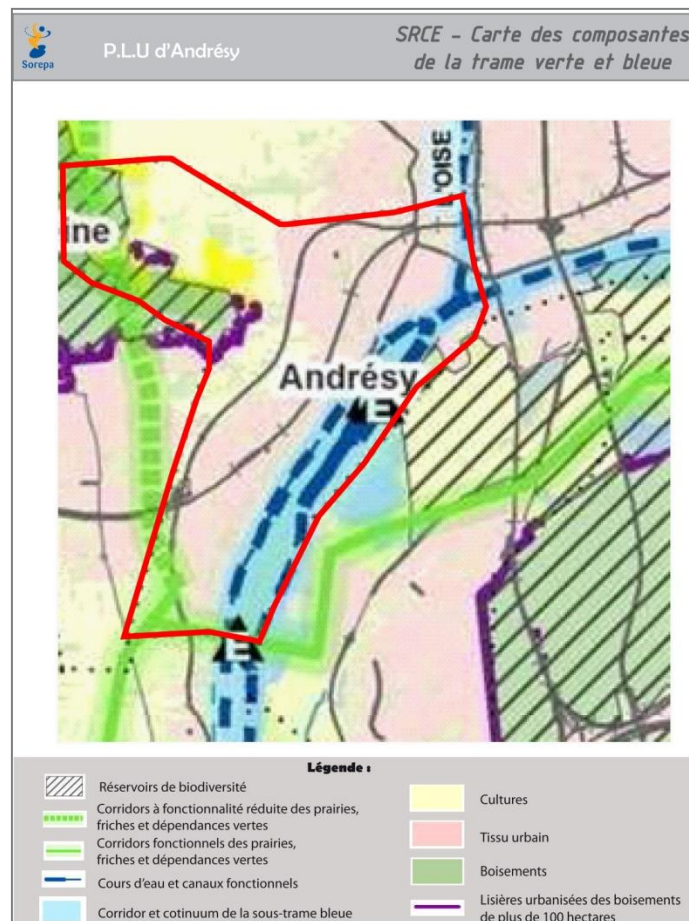 Sorepa
P.L.U d'Andrésy
SRCE - Carte des composantes
de la trame verte et bleue
L'OISE
ine
Andrésy
E
E
Légende :
Réservoirs de biodiversité
Corridors à fonctionnalité réduite des prairies,
friches et dépendances vertes
Corridors fonctionnels des prairies,
friches et dépendances vertes
Cours d'eau et canaux fonctionnels
Corridor et cotinuum de la sous-trame bleue
Cultures
Tissu urbain
Boisements
Lisières urbanisées des boisements
de plus de 100 hectares